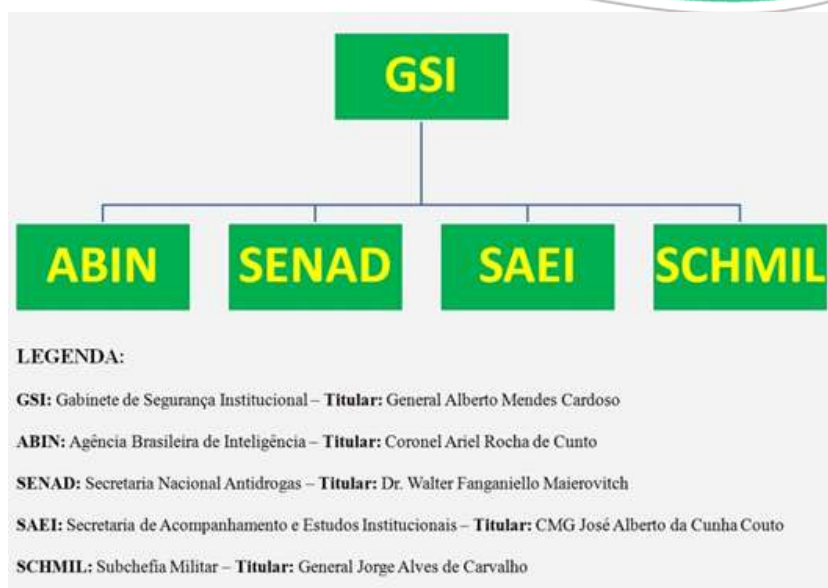 GSI
ABIN SENAD SAEI SCHMIL
LEGENDA:
GSI: Gabinete de Segurança Institucional – Titular: General Alberto Mendes Cardoso
ABIN: Agência Brasileira de Inteligência – Titular: Coronel Ariel Rocha de Cunto
SENAD: Secretaria Nacional Antidrogas – Titular: Dr. Walter Fanganiello Maierovitch
SAEI: Secretaria de Acompanhamento e Estudos Institucionais – Titular: CMG José Alberto da Cunha Couto
SCHMIL: Subchefia Militar – Titular: General Jorge Alves de Carvalho